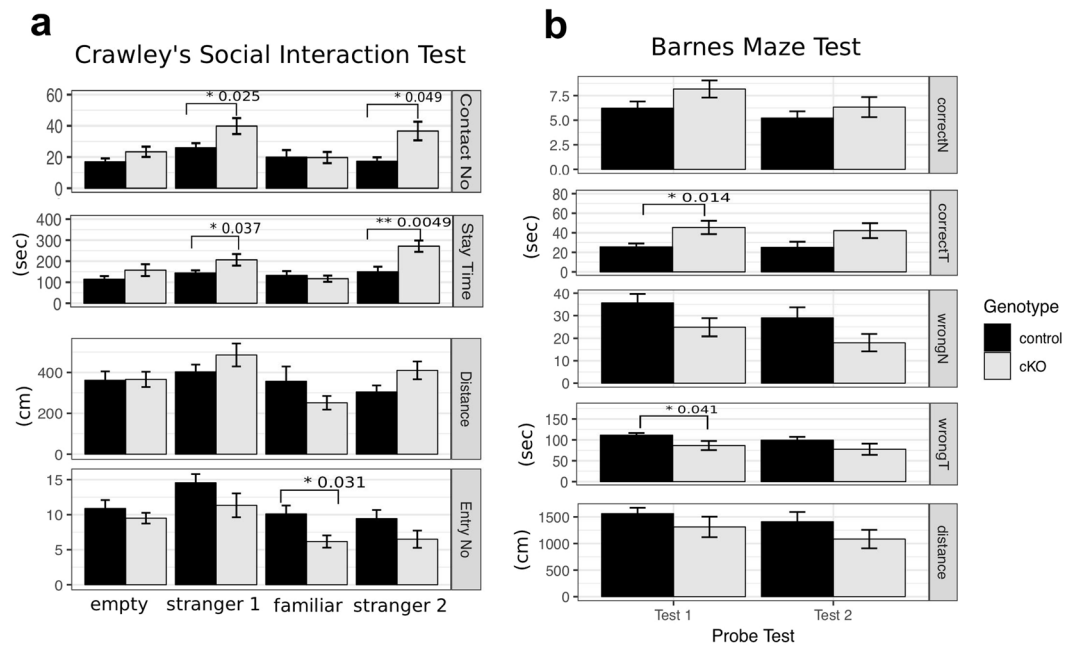 a
Crawley's Social Interaction Test
60
40
20
0
* 0.025
* 0.049
Contact No
(sec)
400
300
200
100
0
* 0.037
** 0.0049
Stay Time
(cm)
400
200
0
Distance
15
10
5
0
* 0.031
Entry No
empty stranger 1 familiar stranger 2
b
Barnes Maze Test
7.5
5.0
2.5
0.0
correctN
(sec)
80
60
40
20
0
* 0.014
correctT
40
30
20
10
0
wrongN
(sec)
150
100
50
0
* 0.041
wrongT
(cm)
1500
1000
500
0
distance
Test 1 Test 2
Probe Test
Genotype
control
cKO